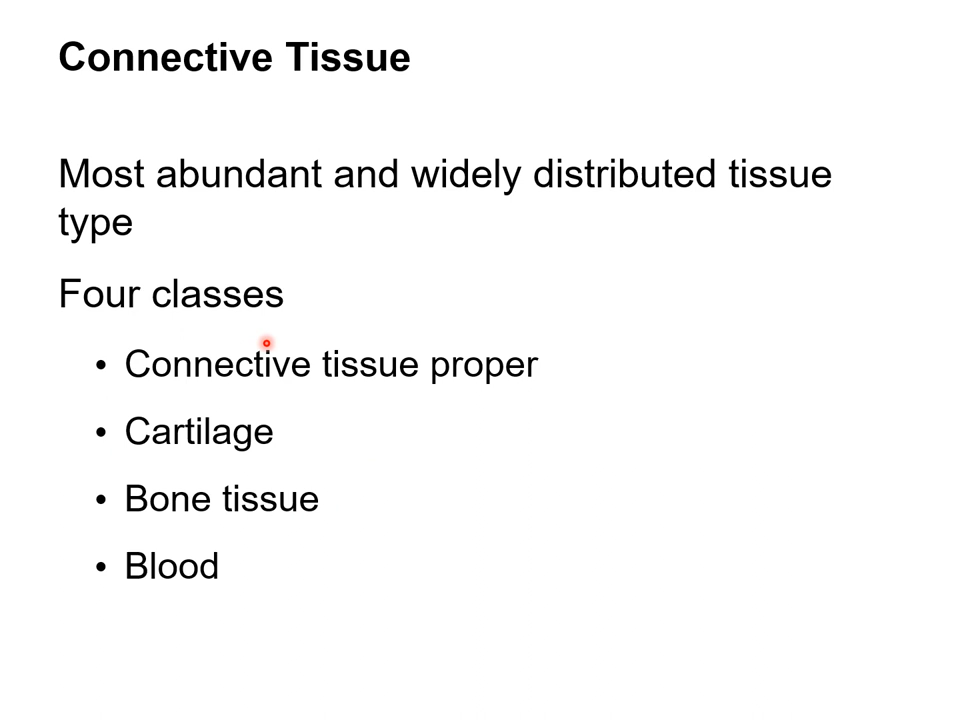 Connective Tissue
Most abundant and widely distributed tissue
type
Four classes
• Connective tissue proper
• Cartilage
• Bone tissue
• Blood